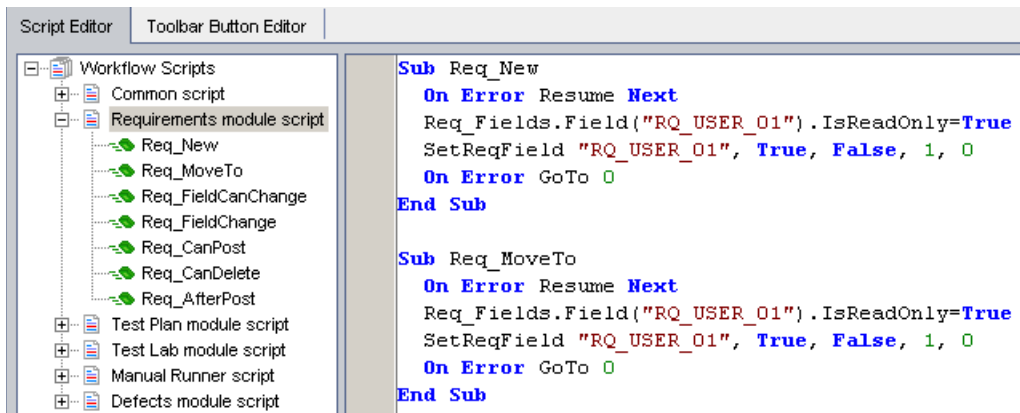 Script Editor
Toolbar Button Editor
Workflow Scripts
Common script
Requirements module script
Req_New
Req_MoveTo
Req_FieldCanChange
Req_FieldChange
Req_CanPost
Req_CanDelete
Req_AfterPost
Test Plan module script
Test Lab module script
Manual Runner script
Defects module script
Sub Req_New
On Error Resume Next
Req_Fields.Field("RQ_USER_01").IsReadOnly=True
SetReqField "RQ_USER_01", True, False, 1, 0
On Error GoTo 0
End Sub
Sub Req_MoveTo
On Error Resume Next
Req_Fields.Field("RQ_USER_01").IsReadOnly=True
SetReqField "RQ_USER_01", True, False, 1, 0
On Error GoTo 0
End Sub